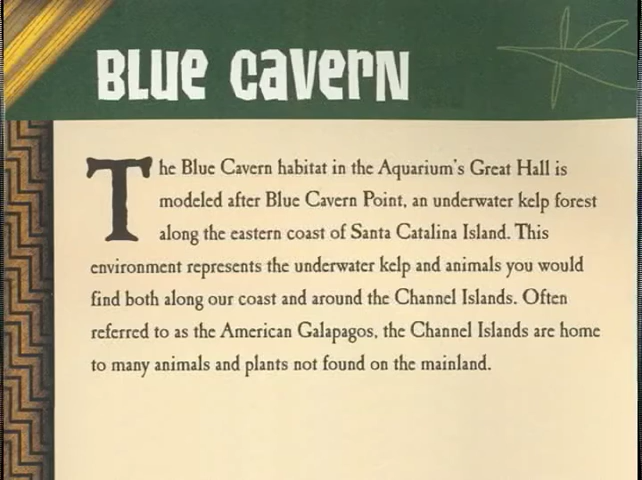 BLUE CAVERN
The Blue Cavern habitat in the Aquarium's Great Hall is
modeled after Blue Cavern Point, an underwater kelp forest
along the eastern coast of Santa Catalina Island. This
environment represents the underwater kelp and animals you would
find both along our coast and around the Channel Islands. Often
referred to as the American Galapagos, the Channel Islands are home
to many animals and plants not found on the mainland.